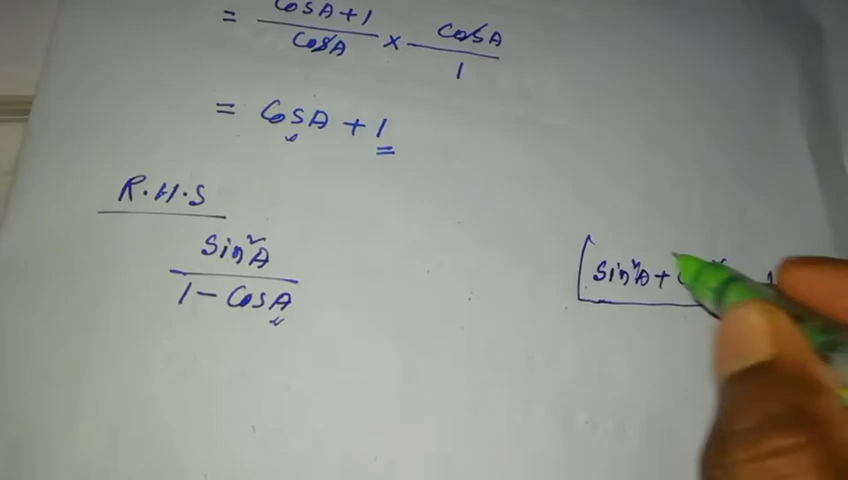 = CosA+1 / CosA × CosA / 1
= CosA + 1
R.H.S
Sin²A / 1 - CosA
Sin²A +